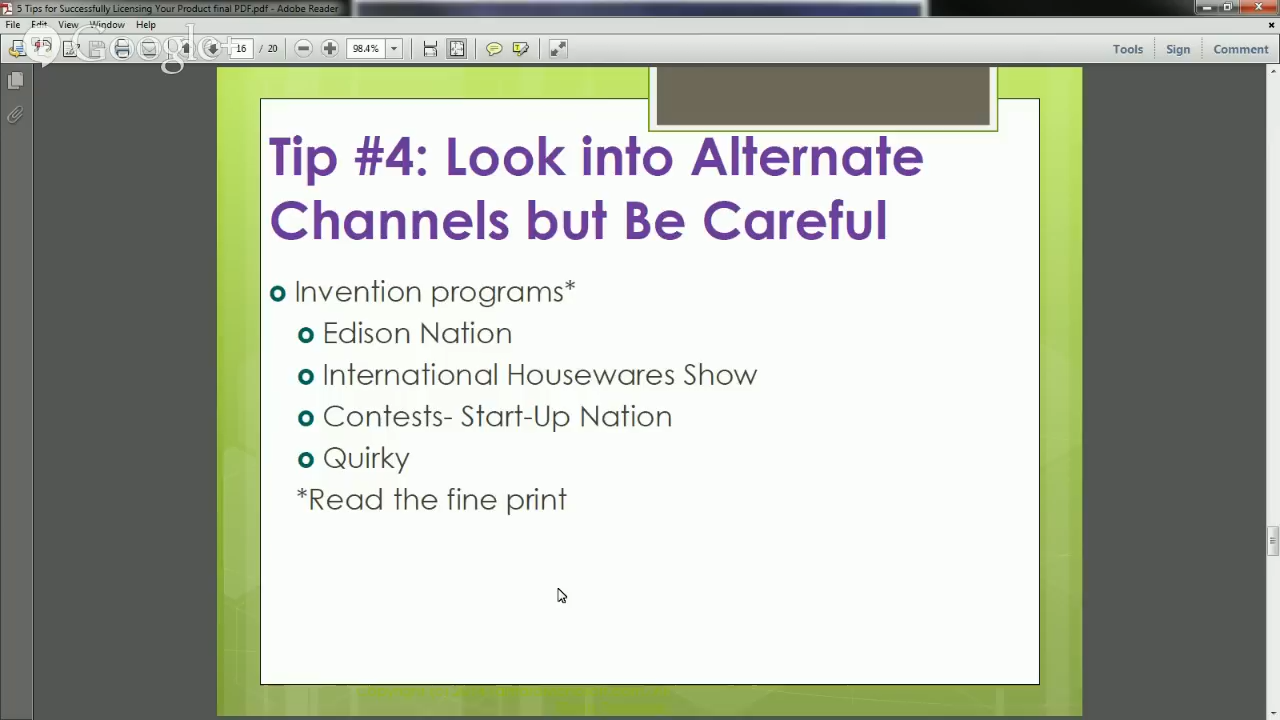 5 Tips for Successfully Licensing Your Product final PDF.pdf - Adobe Reader
File Edit View Window Help
Google+
16 / 20 98.4% Tools Sign Comment
Tip #4: Look into Alternate
Channels but Be Careful
Invention programs*
Edison Nation
International Housewares Show
Contests- Start-Up Nation
Quirky
*Read the fine print